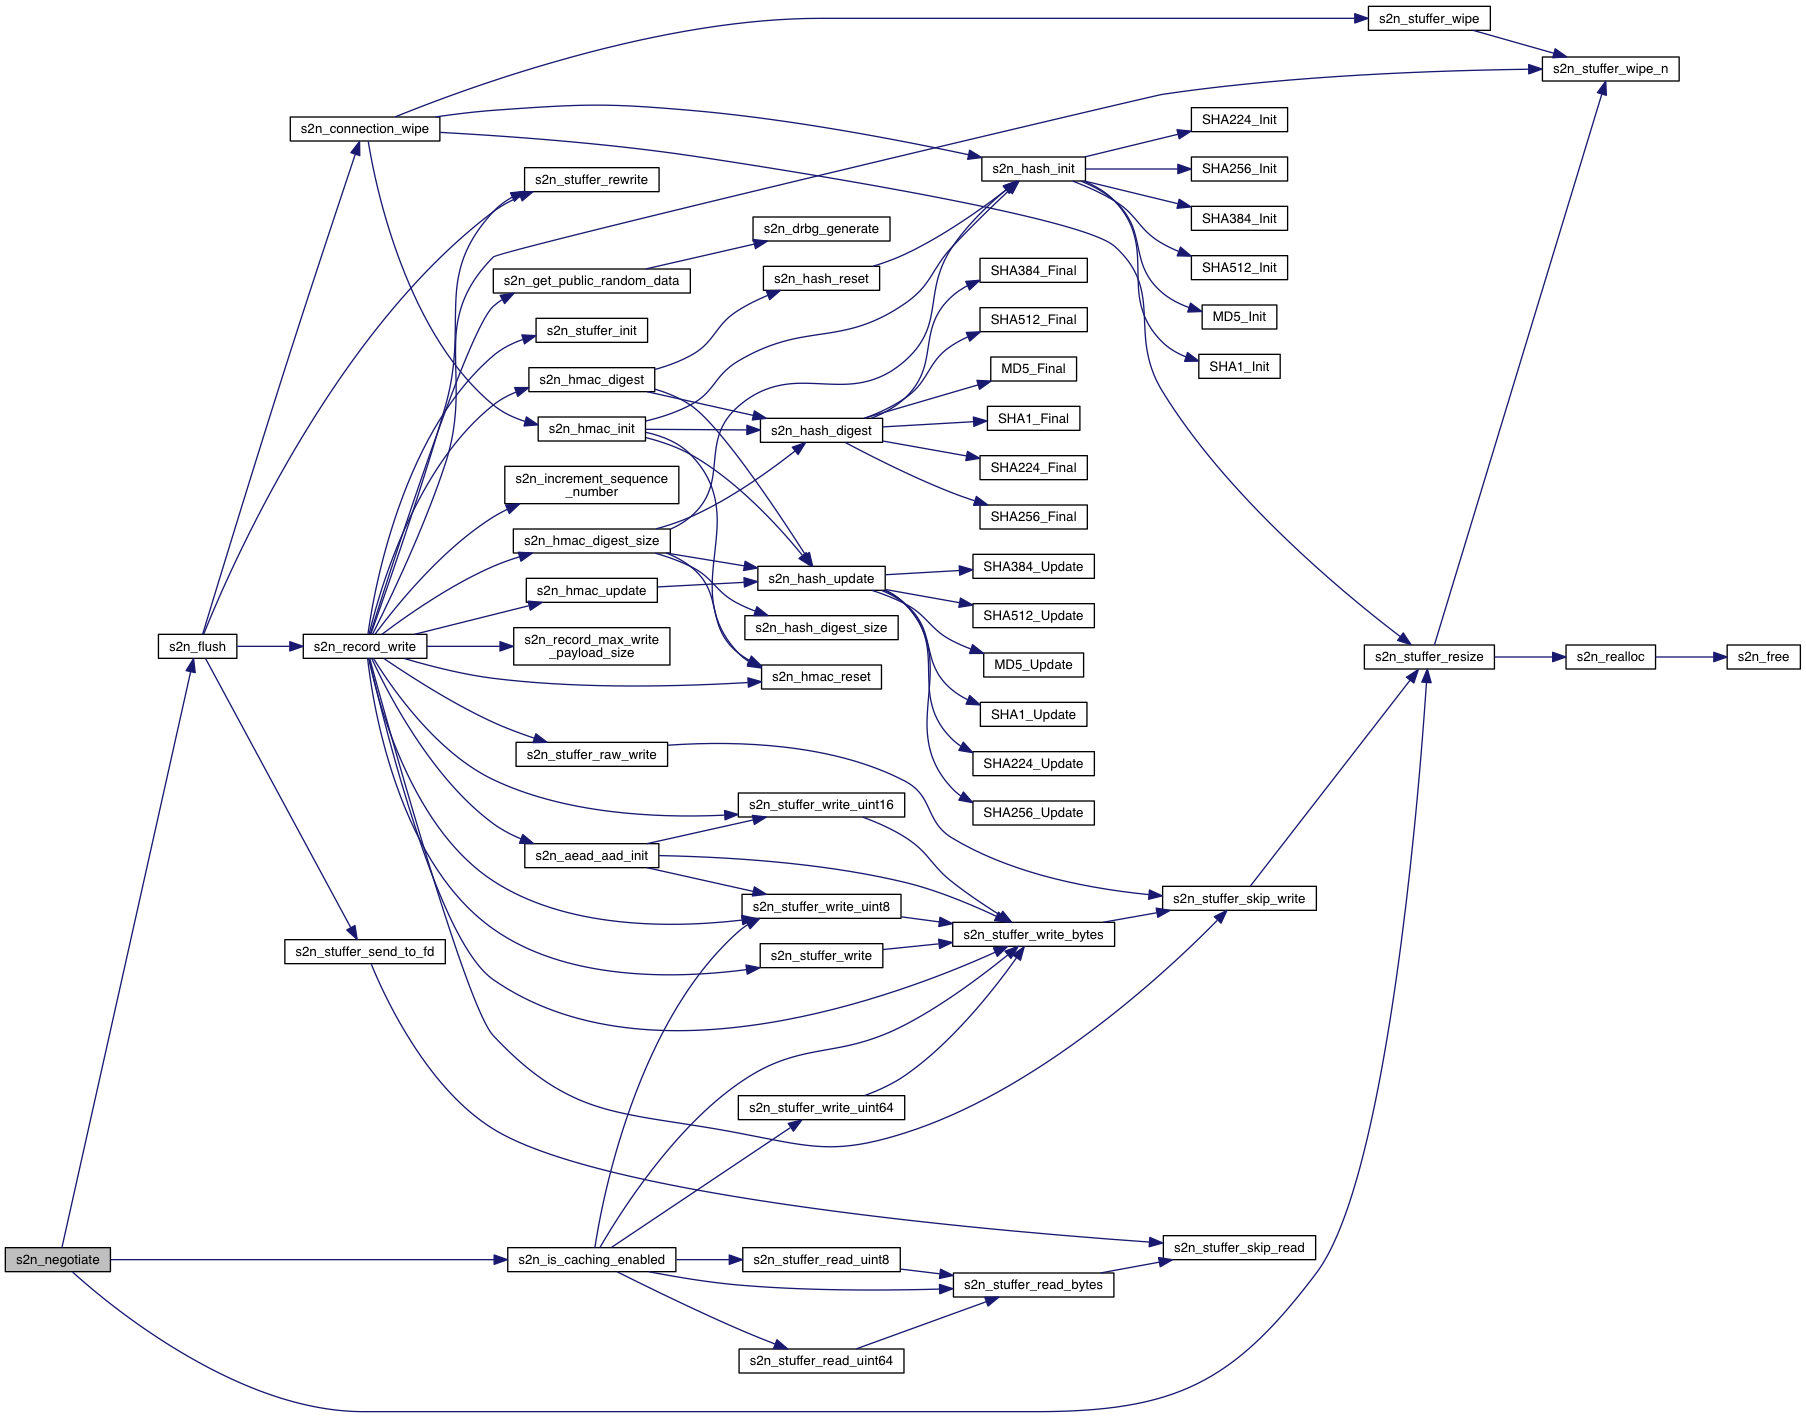 s2n_stuffer_wipe
s2n_stuffer_wipe_n
s2n_connection_wipe
SHA224_Init
s2n_hash_init
SHA256_Init
s2n_stuffer_rewrite
SHA384_Init
s2n_drbg_generate
SHA512_Init
s2n_get_public_random_data
s2n_hash_reset
SHA384_Final
MD5_Init
s2n_stuffer_init
SHA512_Final
SHA1_Init
s2n_hmac_digest
MD5_Final
s2n_hmac_init
s2n_hash_digest
SHA1_Final
SHA224_Final
s2n_increment_sequence
_number
SHA256_Final
s2n_hmac_digest_size
s2n_hash_update
SHA384_Update
s2n_hmac_update
SHA512_Update
s2n_hash_digest_size
s2n_flush
s2n_record_write
s2n_record_max_write
_payload_size
MD5_Update
s2n_stuffer_resize
s2n_realloc
s2n_free
s2n_hmac_reset
SHA1_Update
s2n_stuffer_raw_write
SHA224_Update
s2n_stuffer_write_uint16
SHA256_Update
s2n_aead_aad_init
s2n_stuffer_skip_write
s2n_stuffer_write_uint8
s2n_stuffer_write_bytes
s2n_stuffer_send_to_fd
s2n_stuffer_write
s2n_stuffer_write_uint64
s2n_negotiate
s2n_is_caching_enabled
s2n_stuffer_read_uint8
s2n_stuffer_skip_read
s2n_stuffer_read_bytes
s2n_stuffer_read_uint64